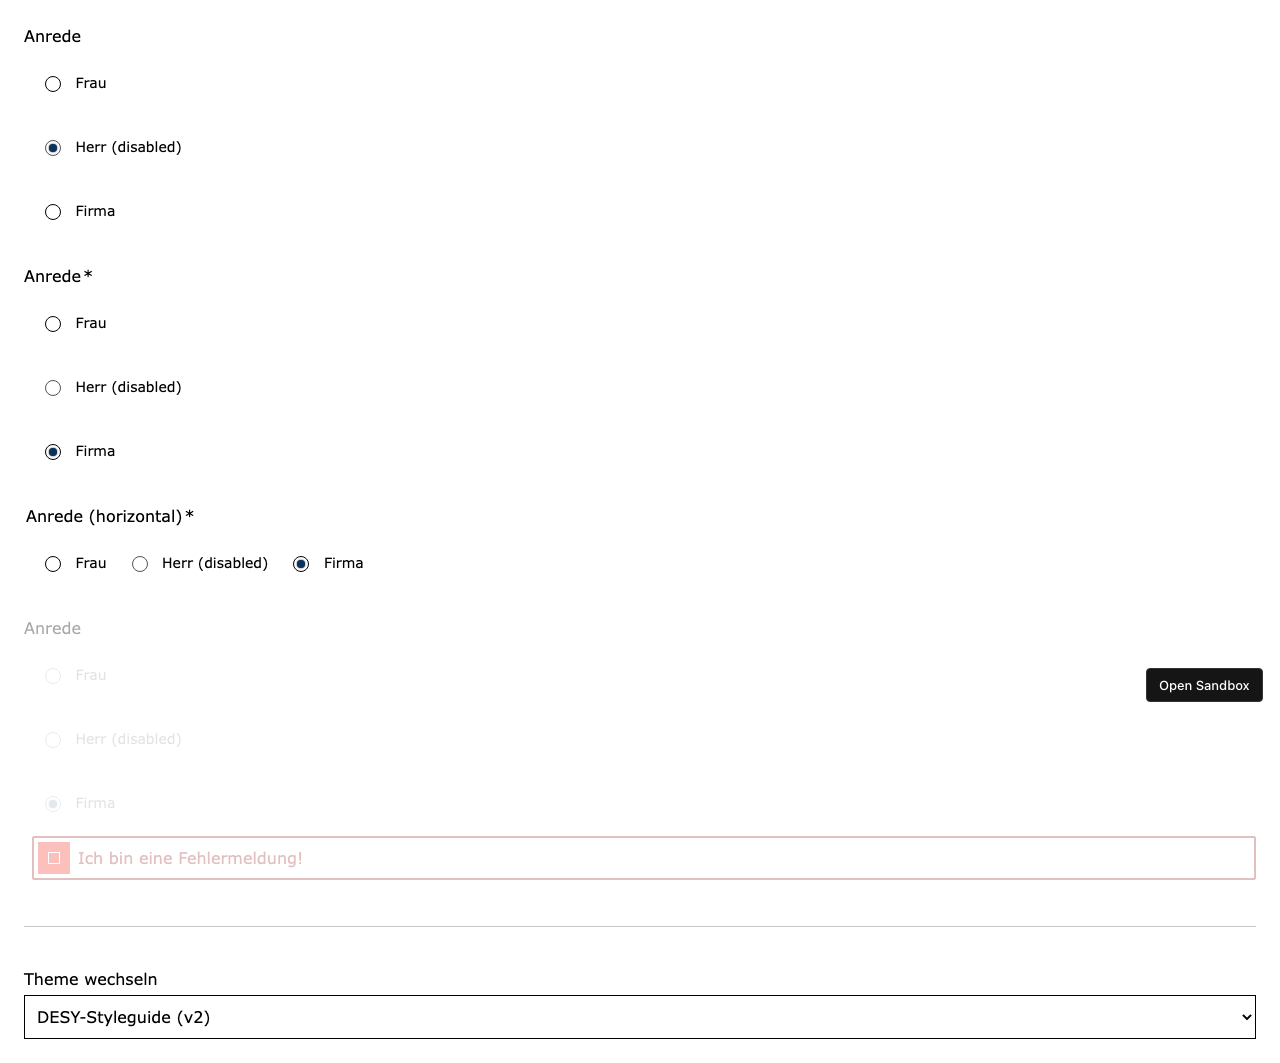 Anrede
Frau
Herr (disabled)
Firma
Anrede*
Frau
Herr (disabled)
Firma
Anrede (horizontal)*
Frau Herr (disabled) Firma
Anrede
Frau
Open Sandbox
Herr (disabled)
Firma
Ich bin eine Fehlermeldung!
Theme wechseln
DESY-Styleguide (v2)